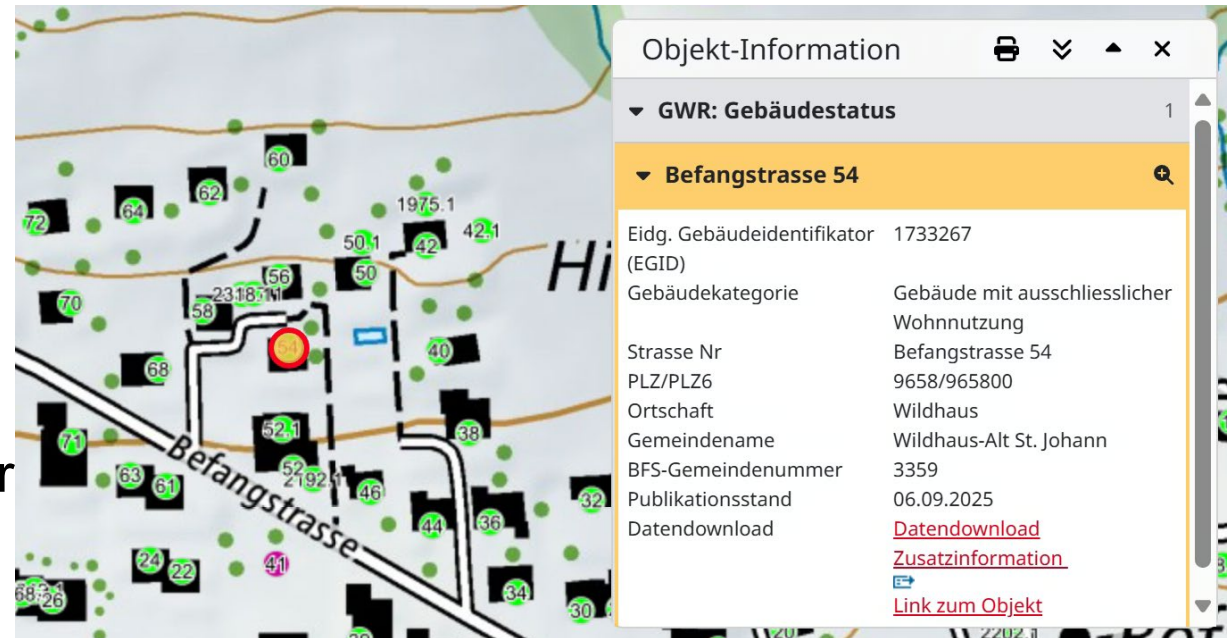 Objekt-Information
GWR: Gebäudestatus 1
Befangstrasse 54
Eidg. Gebäudeidentifikator (EGID) 1733267
Gebäudekategorie Gebäude mit ausschliesslicher
Wohnnutzung
Strasse Nr Befangstrasse 54
PLZ/PLZ6 9658/965800
Ortschaft Wildhaus
Gemeindename Wildhaus-Alt St. Johann
BFS-Gemeindenummer 3359
Publikationsstand 06.09.2025
Datendownload Datendownload
Zusatzinformation
Link zum Objekt
60
62
64
72
1975.1
42.1
50.1
42
50
56
58
70
54
68
40
52.1
38
71
Befangstrasse
63
61
52
46
32
44
36
24
22
41
34
26
30
20
2202.1
Hi
r